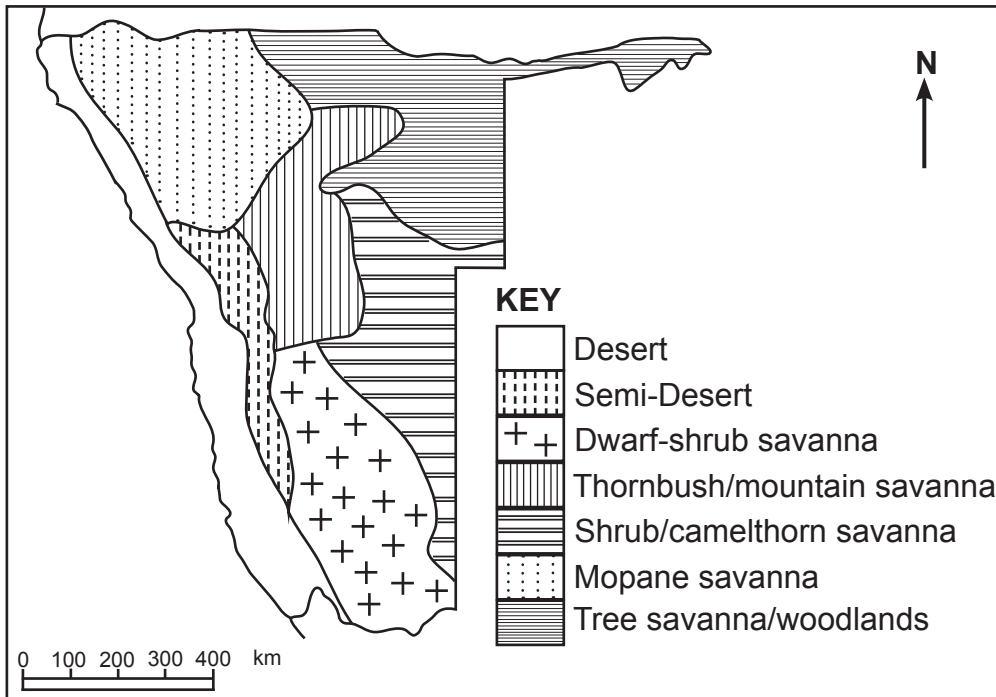 N
KEY
Desert
Semi-Desert
Dwarf-shrub savanna
Thornbush/mountain savanna
Shrub/camelthorn savanna
Mopane savanna
Tree savanna/woodlands
0 100 200 300 400 km